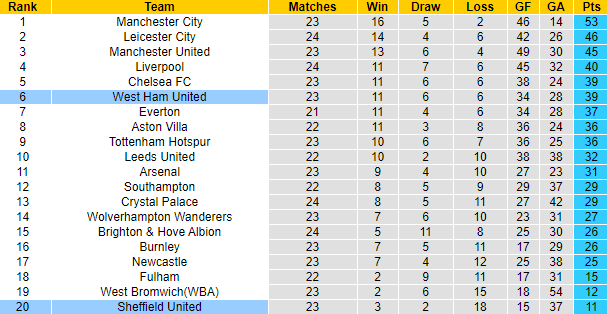 Rank Team Matches Win Draw Loss GF GA Pts
1 Manchester City 23 16 5 2 46 14 53
2 Leicester City 24 14 4 6 42 26 46
3 Manchester United 23 13 6 4 49 30 45
4 Liverpool 24 11 7 6 45 32 40
5 Chelsea FC 23 11 6 6 38 24 39
6 West Ham United 23 11 6 6 34 28 39
7 Everton 21 11 4 6 34 28 37
8 Aston Villa 22 11 3 8 36 24 36
9 Tottenham Hotspur 23 10 6 7 36 25 36
10 Leeds United 22 10 2 10 38 38 32
11 Arsenal 23 9 4 10 27 23 31
12 Southampton 22 8 5 9 29 37 29
13 Crystal Palace 24 8 5 11 27 42 29
14 Wolverhampton Wanderers 23 7 6 10 23 31 27
15 Brighton & Hove Albion 24 5 11 8 25 30 26
16 Burnley 23 7 5 11 17 29 26
17 Newcastle 23 7 4 12 25 38 25
18 Fulham 22 2 9 11 17 31 15
19 West Bromwich(WBA) 23 2 6 15 18 54 12
20 Sheffield United 23 3 2 18 15 37 11